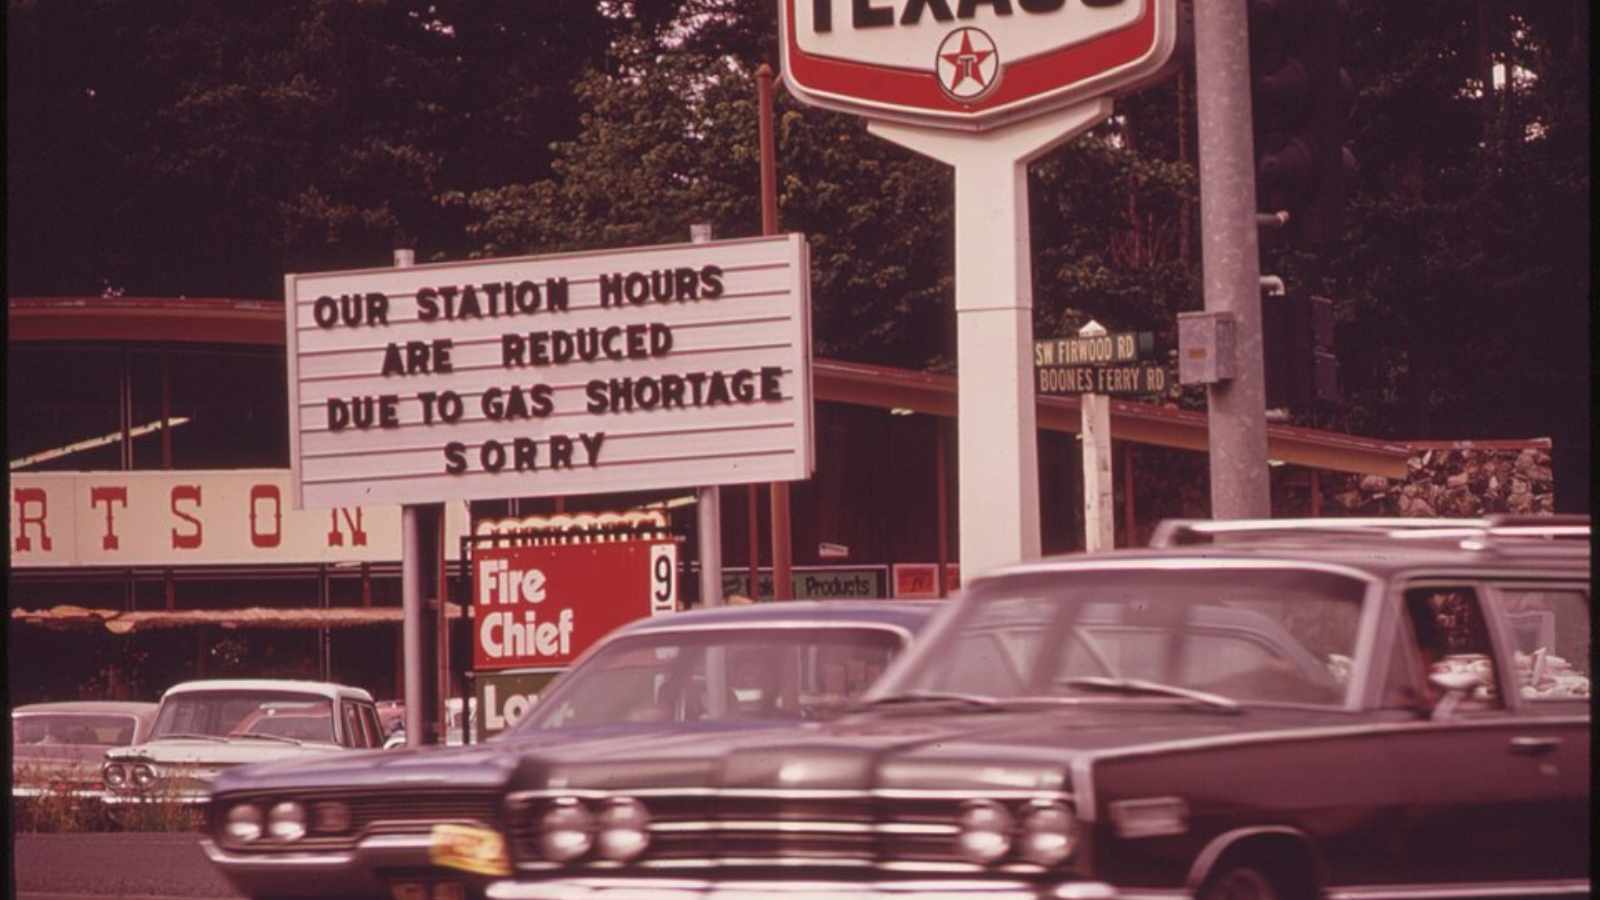 TEXACO
T
OUR STATION HOURS
ARE REDUCED
DUE TO GAS SHORTAGE
SORRY
SW FIRWOOD RD
BOONES FERRY RD
RTSON
Fire
Chief
9
Products